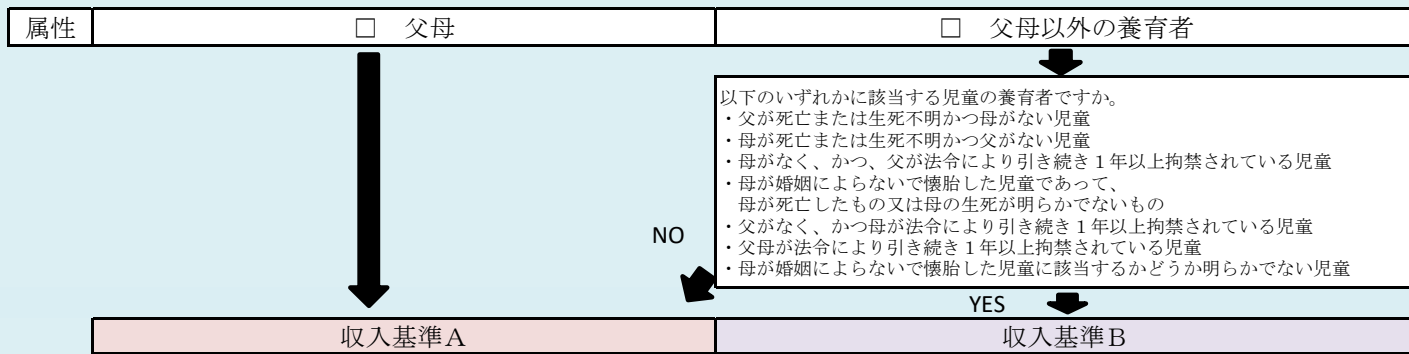 属性 □ 父母 □ 父母以外の養育者
以下のいずれかに該当する児童の養育者ですか。
・父が死亡または生死不明かつ母がない児童
・母が死亡または生死不明かつ父がない児童
・母がなく、かつ、父が法令により引き続き１年以上拘禁されている児童
・母が婚姻によらないで懐胎した児童であって、
母が死亡したもの又は母の生死が明らかでないもの
・父がなく、かつ母が法令により引き続き１年以上拘禁されている児童
・父母が法令により引き続き１年以上拘禁されている児童
・母が婚姻によらないで懐胎した児童に該当するかどうか明らかでない児童
NO
YES
収入基準Ａ 収入基準Ｂ